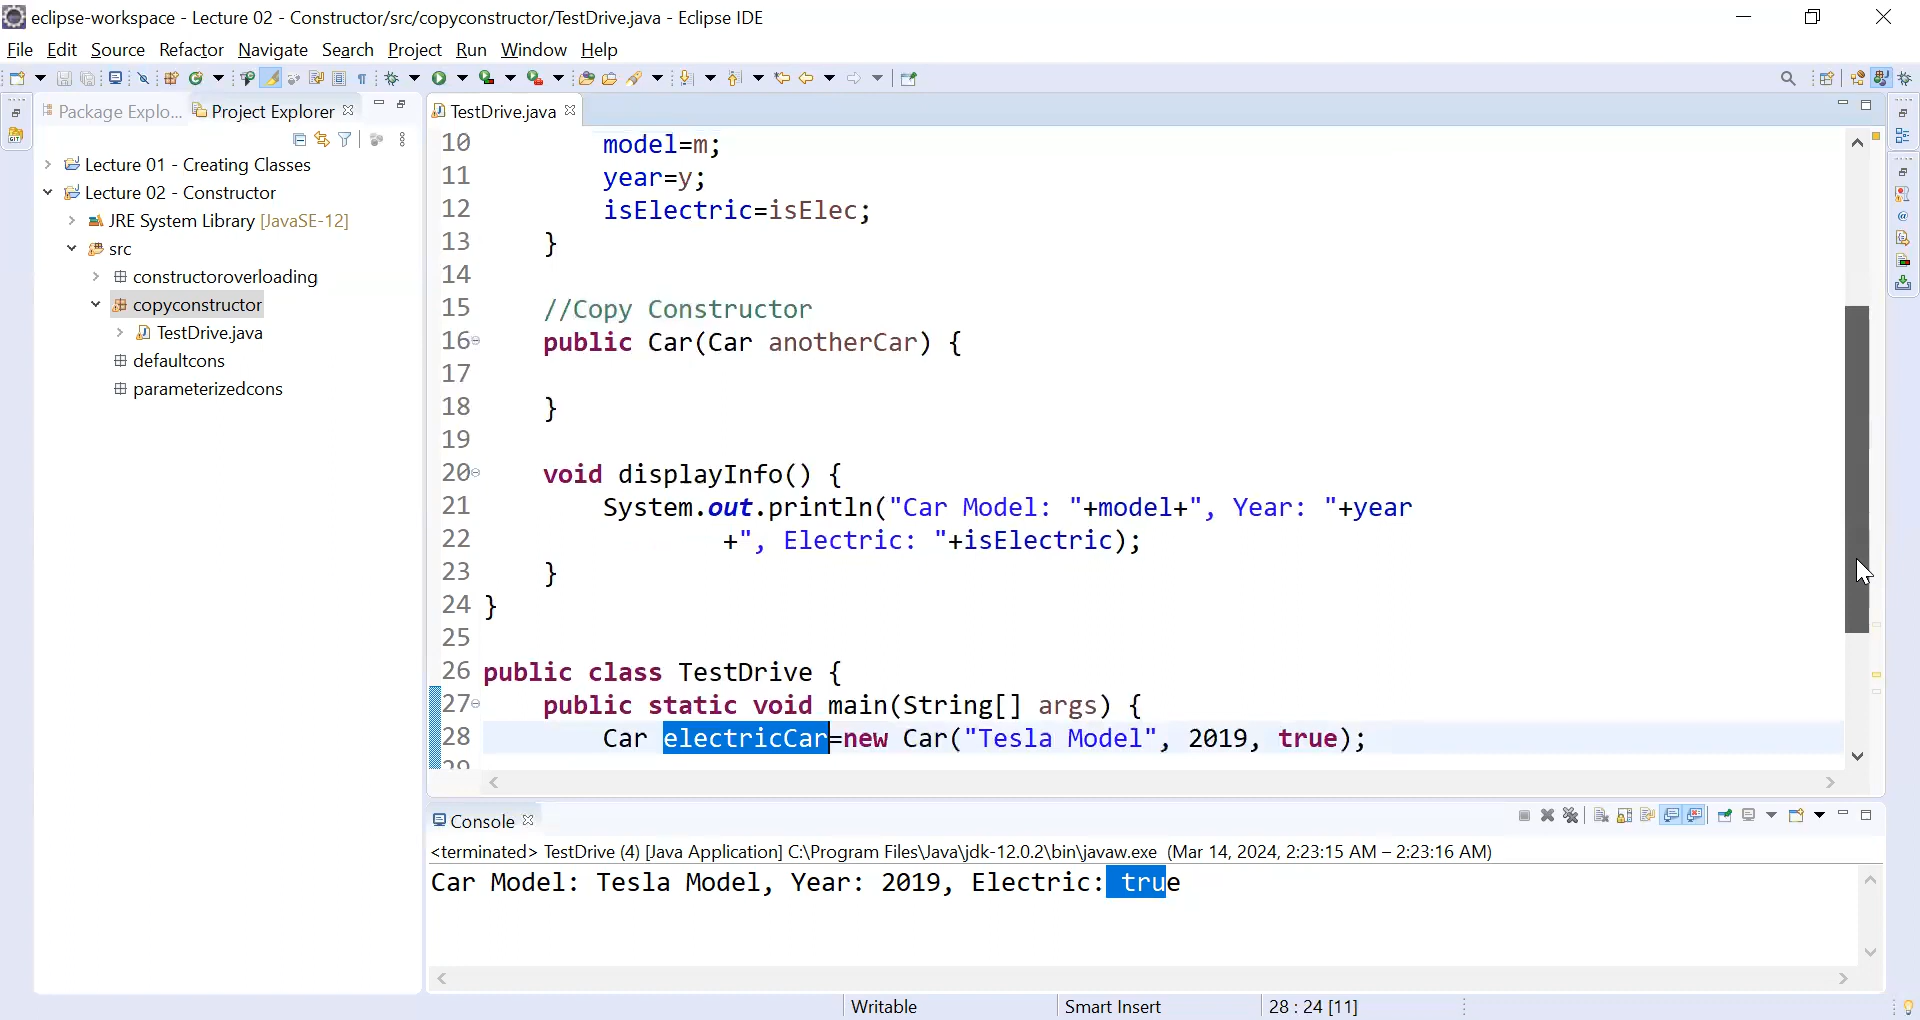 eclipse-workspace - Lecture 02 - Constructor/src/copyconstructor/TestDrive.java - Eclipse IDE
File Edit Source Refactor Navigate Search Project Run Window Help
Package Explo... Project Explorer
TestDrive.java
Lecture 01 - Creating Classes
Lecture 02 - Constructor
JRE System Library [JavaSE-12]
src
constructoroverloading
copyconstructor
TestDrive.java
defaultcons
parameterizedcons
10 model=m;
11 year=y;
12 isElectric=isElec;
13 }
14
15 //Copy Constructor
16 public Car(Car anotherCar) {
17
18 }
19
20 void displayInfo() {
21 System.out.println("Car Model: "+model+", Year: "+year
22 +", Electric: "+isElectric);
23 }
24 }
25
26 public class TestDrive {
27 public static void main(String[] args) {
28 Car electricCar=new Car("Tesla Model", 2019, true);
29
Console
<terminated> TestDrive (4) [Java Application] C:\Program Files\Java\jdk-12.0.2\bin\javaw.exe (Mar 14, 2024, 2:23:15 AM – 2:23:16 AM)
Car Model: Tesla Model, Year: 2019, Electric: true
Writable Smart Insert 28 : 24 [11]